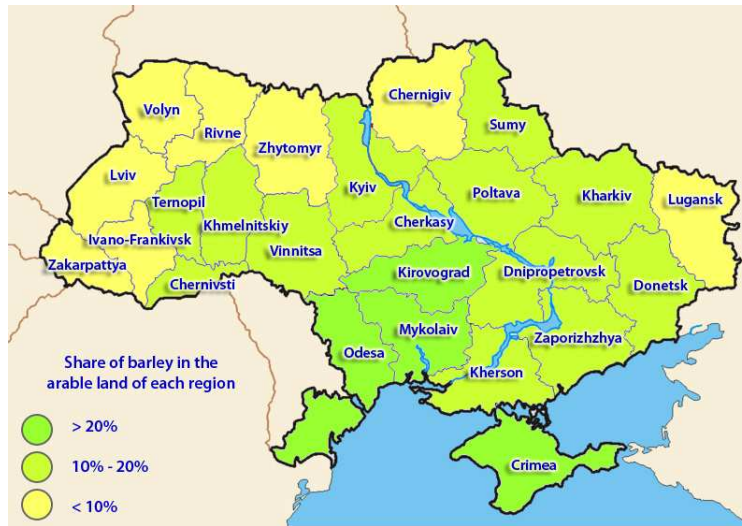 Chernigiv
Volyn
Sumy
Rivne
Zhytomyr
Lviv
Kyiv
Poltava
Kharkiv
Lugansk
Ternopil
Khmelnitskiy
Cherkasy
Ivano-Frankivsk
Vinnitsa
Zakarpattya
Kirovograd
Dnipropetrovsk
Chernivsti
Donetsk
Mykolaiv
Zaporizhzhya
Odesa
Kherson
Crimea
Share of barley in the
arable land of each region
> 20%
10% - 20%
< 10%